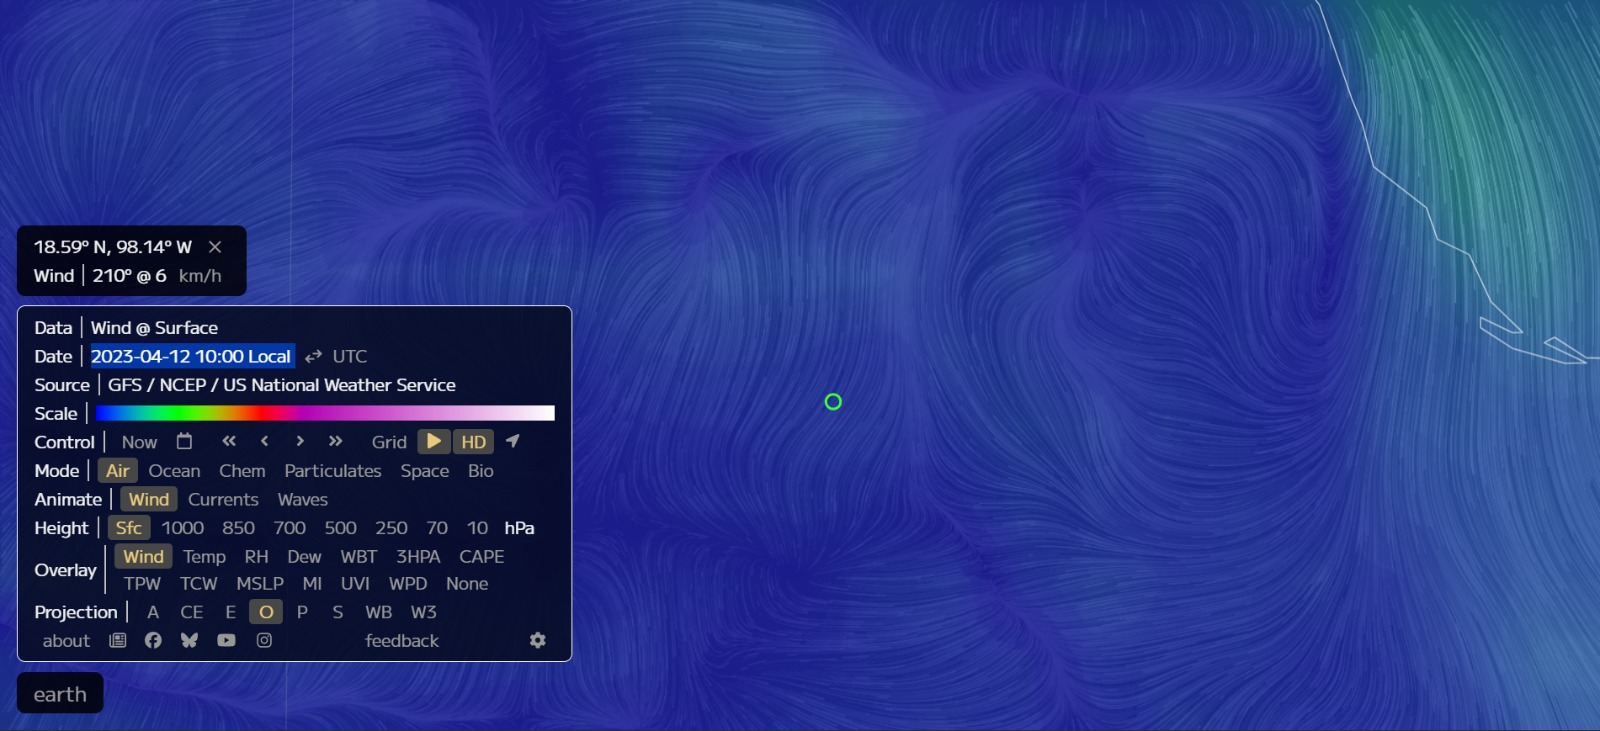 18.59° N, 98.14° W ×
Wind | 210° @ 6 km/h
Data | Wind @ Surface
Date | 2023-04-12 10:00 Local ⇄ UTC
Source | GFS / NCEP / US National Weather Service
Scale |
Control | Now « ‹ › » Grid ▶ HD
Mode | Air Ocean Chem Particulates Space Bio
Animate | Wind Currents Waves
Height | Sfc 1000 850 700 500 250 70 10 hPa
Overlay | Wind Temp RH Dew WBT 3HPA CAPE
TPW TCW MSLP MI UVI WPD None
Projection | A CE E O P S WB W3
about feedback
earth